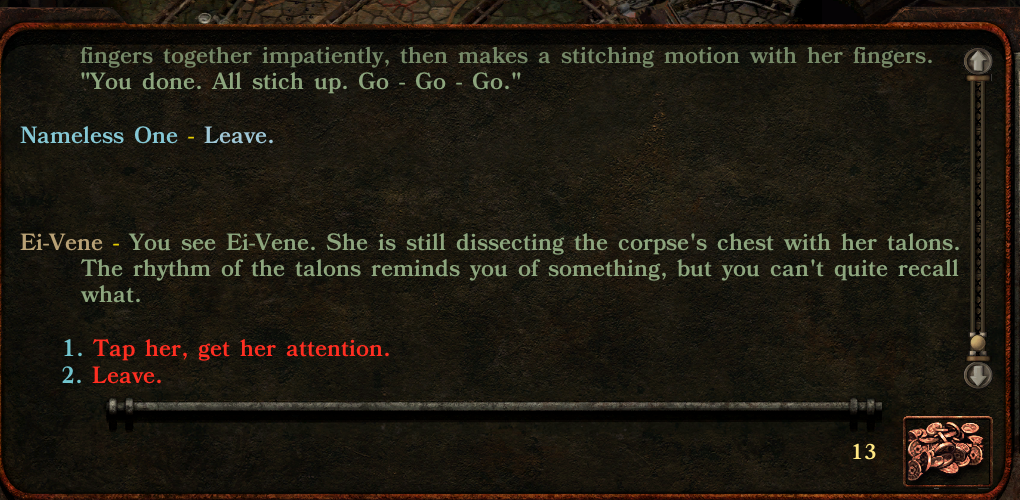 fingers together impatiently, then makes a stitching motion with her fingers.
"You done. All stich up. Go - Go - Go."
Nameless One - Leave.
Ei-Vene - You see Ei-Vene. She is still dissecting the corpse's chest with her talons.
The rhythm of the talons reminds you of something, but you can't quite recall
what.
1. Tap her, get her attention.
2. Leave.
13